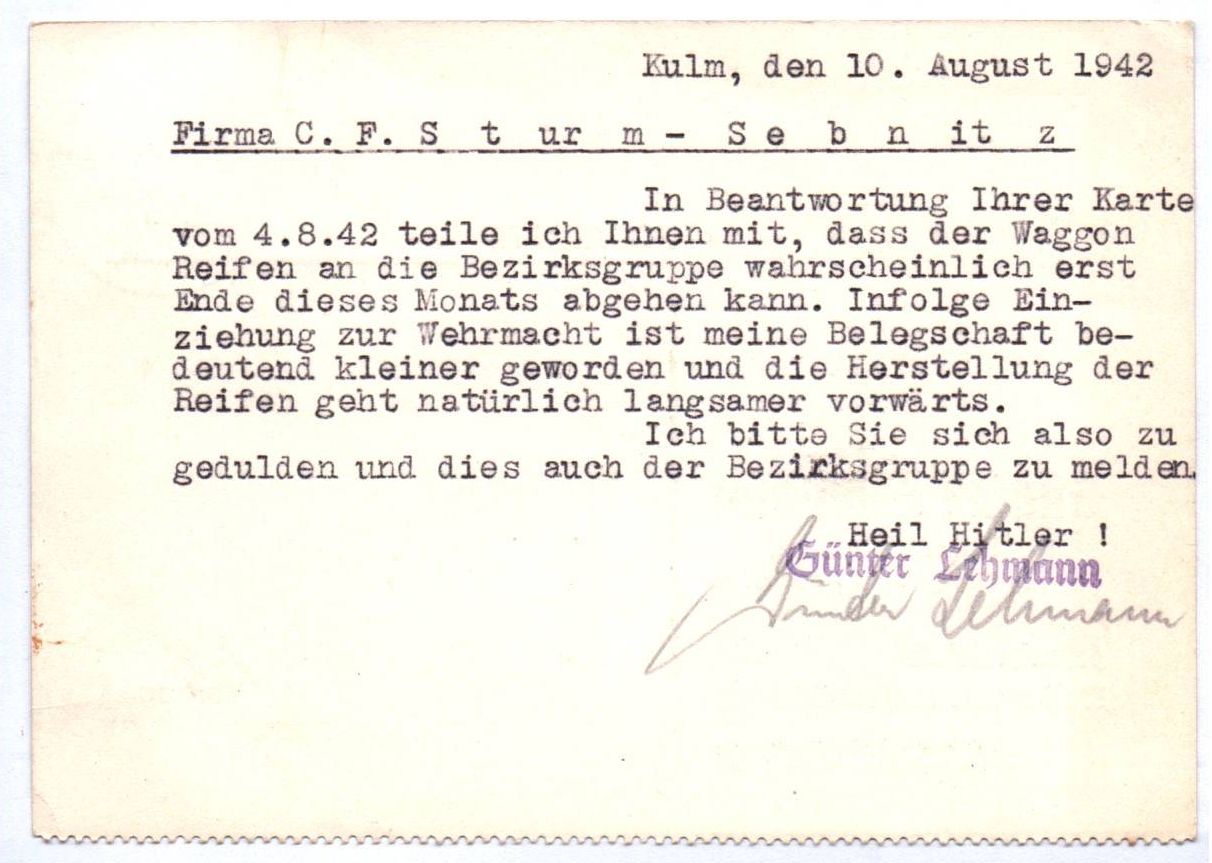 Kulm, den 10. August 1942
Firma C. F. S t ur m - S e b n it z
In Beantwortung Ihrer Karte
vom 4.8.42 teile ich Ihnen mit, dass der Waggon
Reifen an die Bezirksgruppe wahrscheinlich erst
Ende dieses Monats abgehen kann. Infolge Ein-
ziehung zur Wehrmacht ist meine Belegschaft be-
deutend kleiner geworden und die Herstellung der
Reifen geht natürlich langsamer vorwärts.
Ich bitte Sie sich also zu
gedulden und dies auch der Bezirksgruppe zu melden.
Heil Hitler !
Günter Lehmann
Günter Lehmann